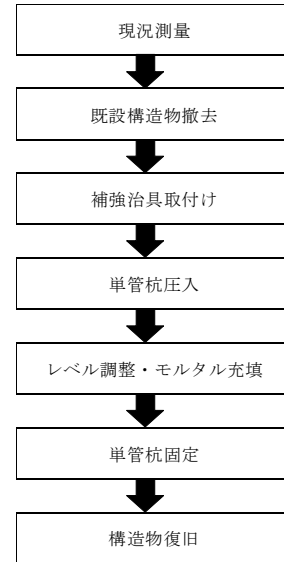 現況測量
既設構造物撤去
補強治具取付け
単管杭圧入
レベル調整・モルタル充填
単管杭固定
構造物復旧